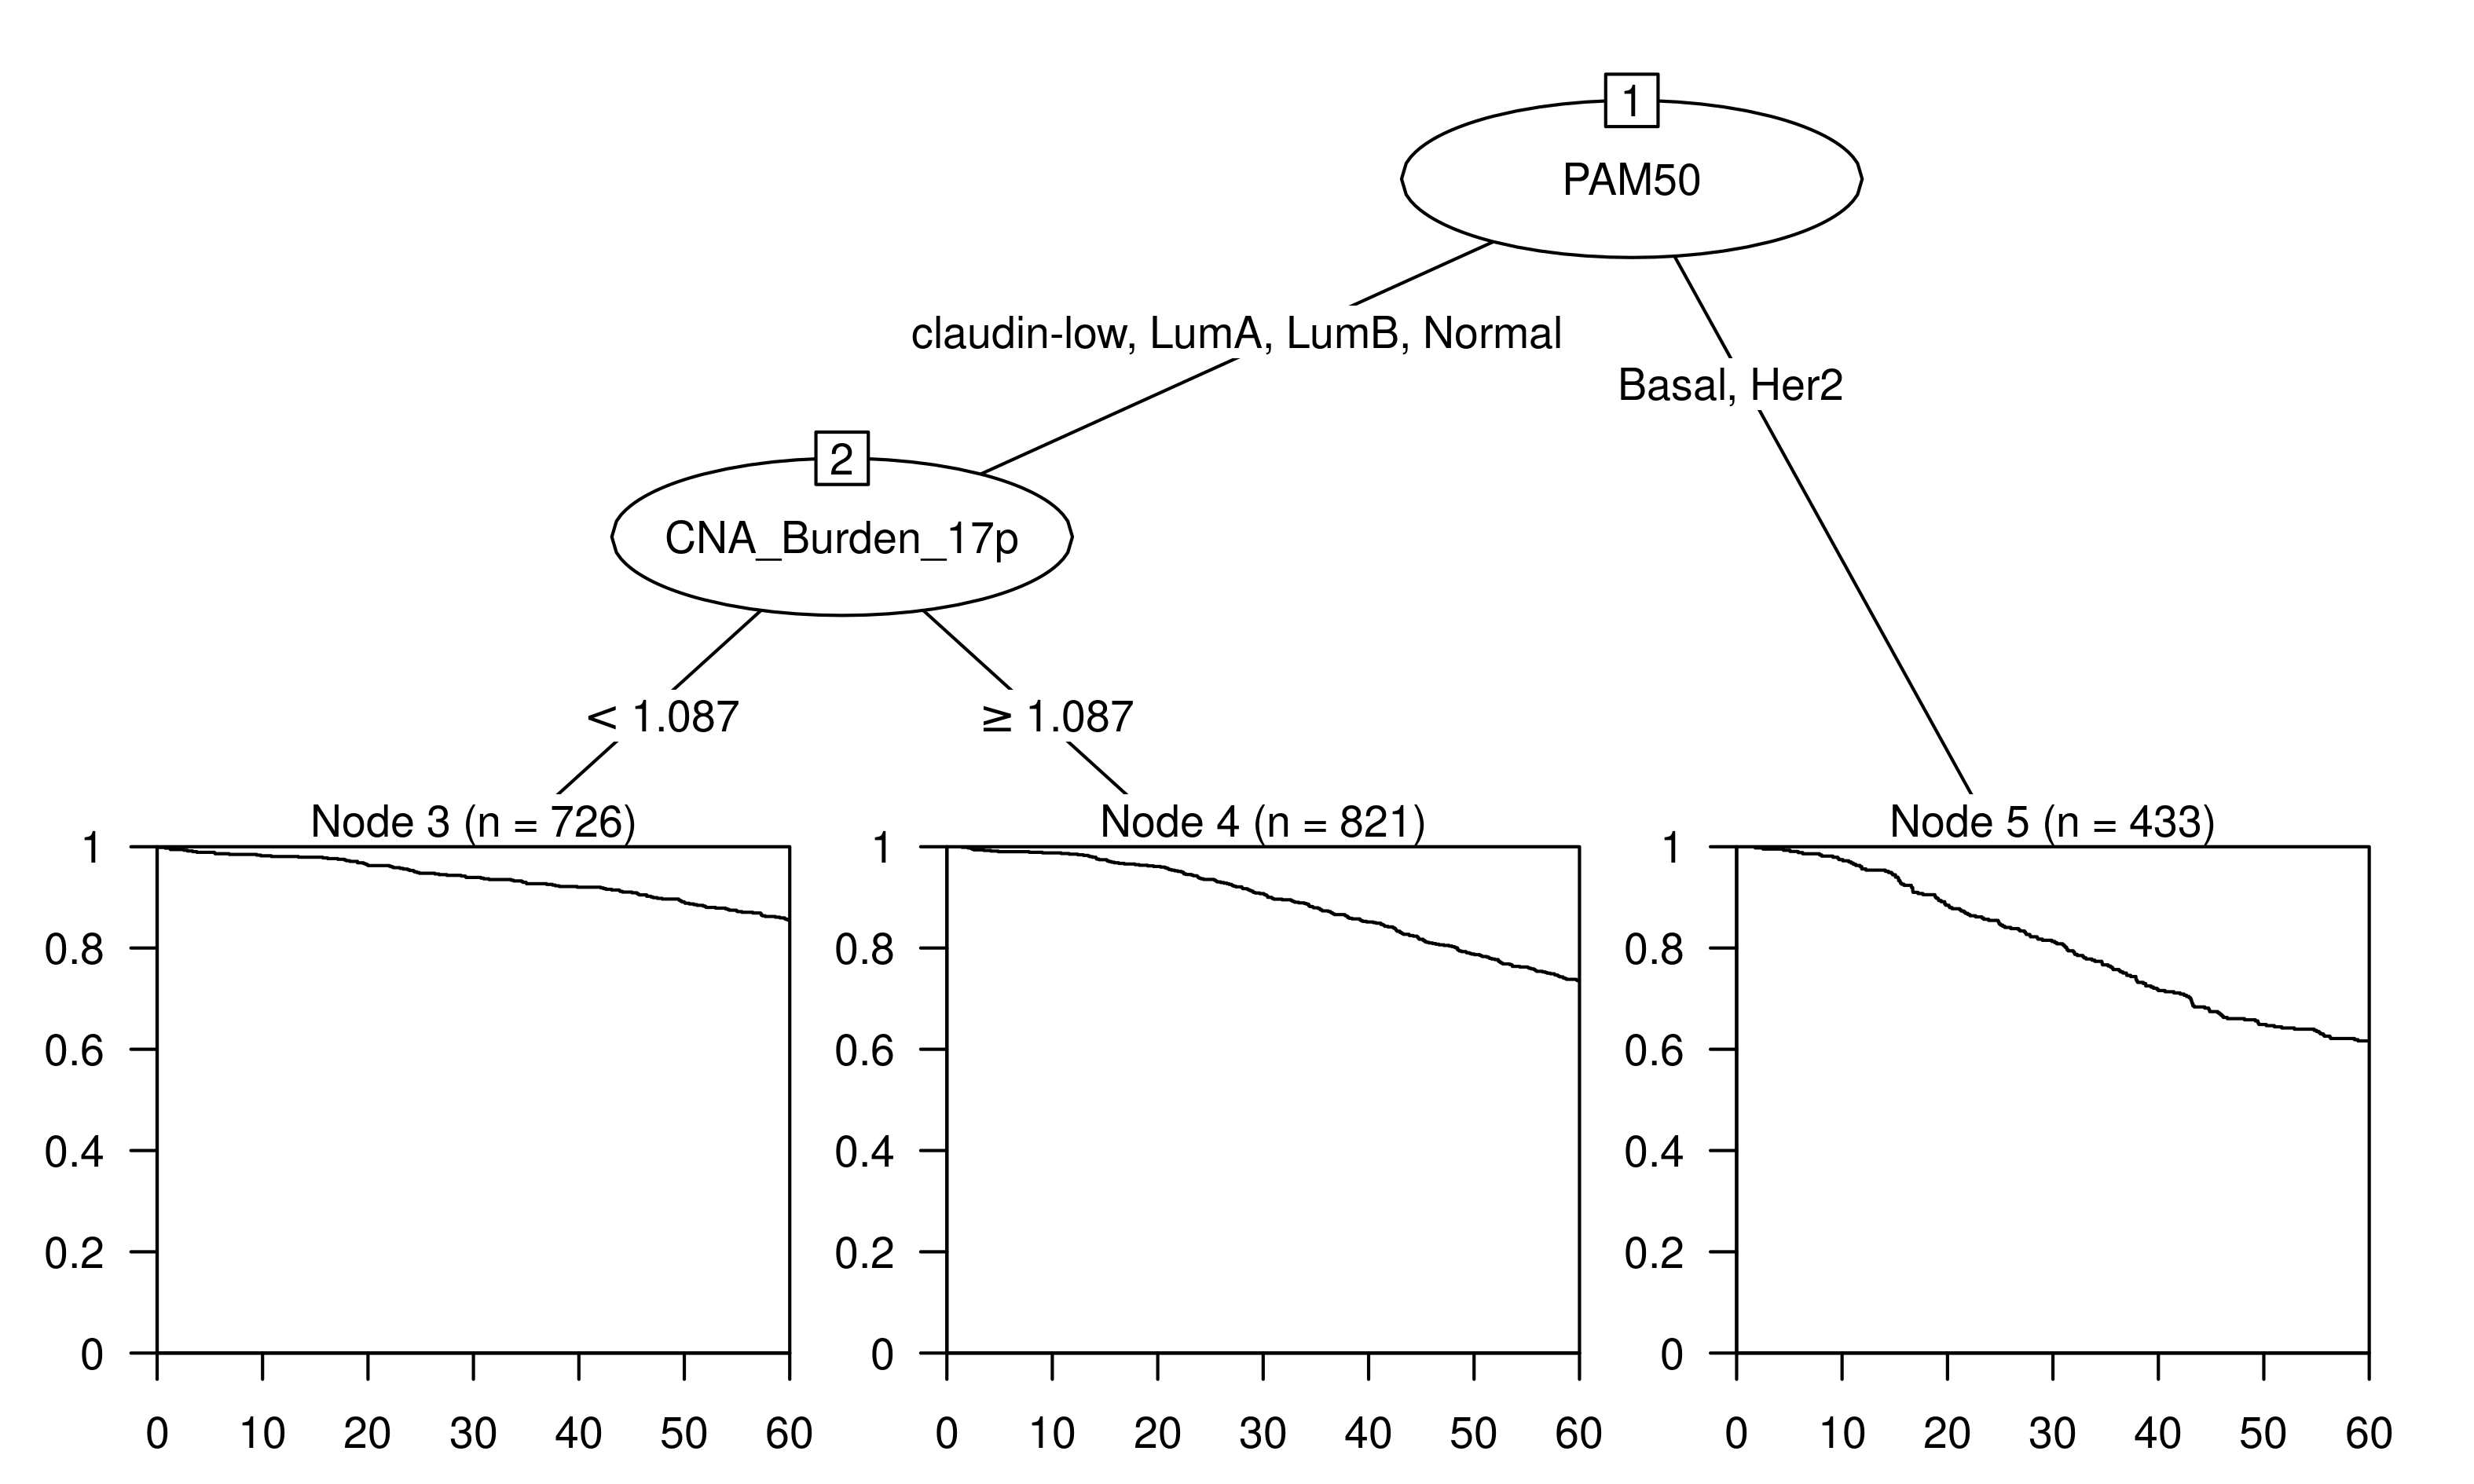 1
PAM50
claudin-low, LumA, LumB, Normal
Basal, Her2
2
CNA_Burden_17p
< 1.087
≥ 1.087
Node 3 (n = 726)
1
0.8
0.6
0.4
0.2
0
0 10 20 30 40 50 60
Node 4 (n = 821)
1
0.8
0.6
0.4
0.2
0
0 10 20 30 40 50 60
Node 5 (n = 433)
1
0.8
0.6
0.4
0.2
0
0 10 20 30 40 50 60